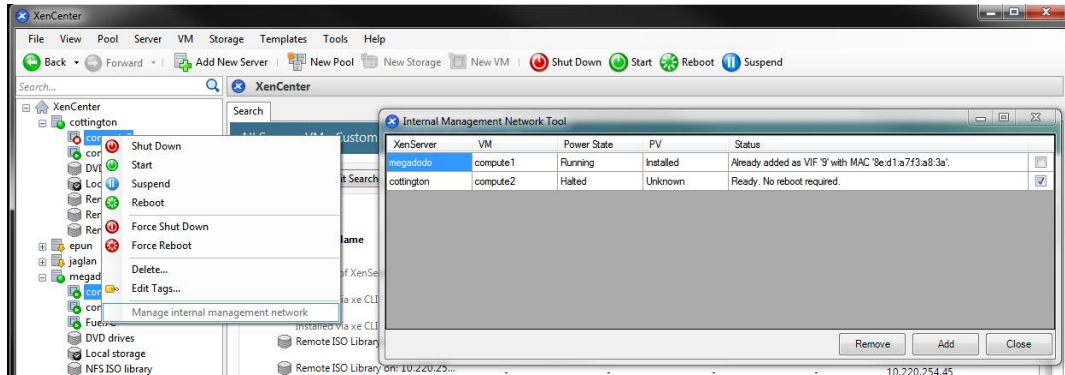 XenCenter
File View Pool Server VM Storage Templates Tools Help
Back Forward Add New Server New Pool New Storage New VM Shut Down Start Reboot Suspend
Search...
XenCenter
XenCenter
cottington
DVD
epun
jaglan
DVD drives
Local storage
NFS ISO library
Shut Down
Start
Suspend
Reboot
Force Shut Down
Force Reboot
Delete...
Edit Tags...
Manage internal management network
Search
Remote ISO Library
Remote ISO Library on: 10.220.25...
10.220.254.45
Internal Management Network Tool
XenServer VM Power State PV Status
megadodo compute1 Running Installed Already added as VIF '9' with MAC '8e:d1:a7:f3:a8:3a'.
cottington compute2 Halted Unknown Ready. No reboot required.
Remove Add Close